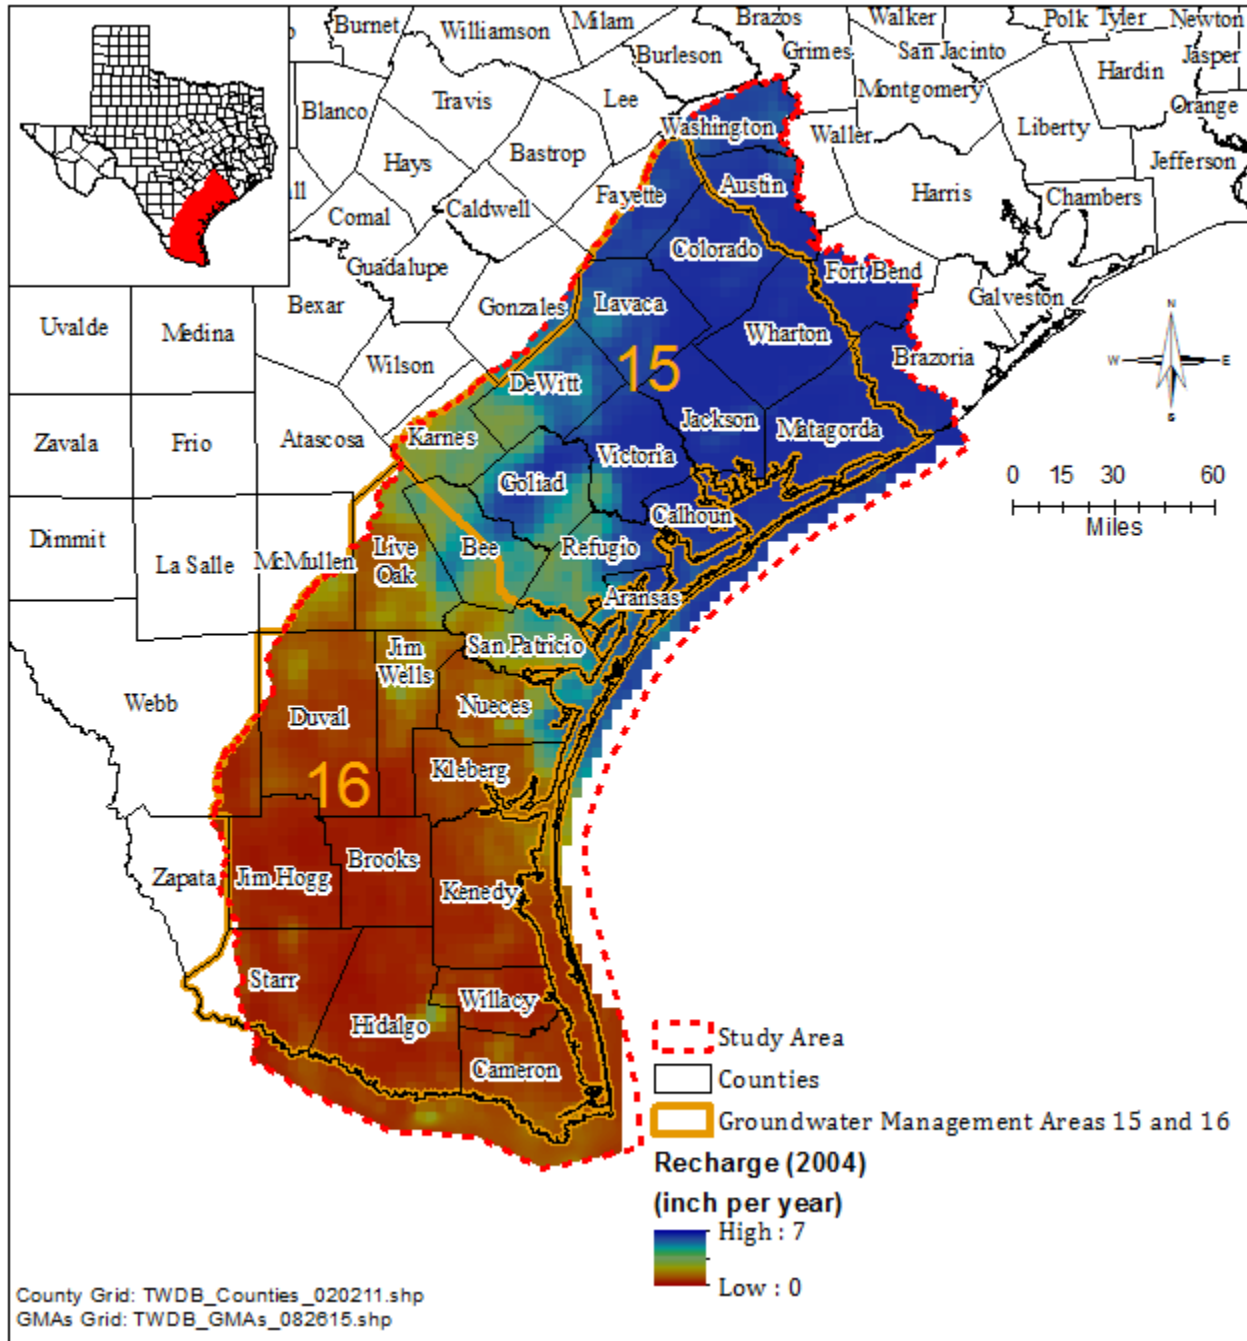 Burnet
Williamson
Milam
Brazos
Walker
Polk
Tyler
Newton
Grimes
San Jacinto
Jasper
Burleson
Hardin
Montgomery
Blanco
Travis
Lee
Orange
Liberty
Washington
Waller
Hays
Bastrop
Jefferson
Austin
Harris
Chambers
Fayette
Comal
Caldwell
Colorado
Guadalupe
Fort Bend
Bexar
Gonzales
Lavaca
Galveston
Uvalde
Medina
Wharton
Wilson
15
Brazoria
DeWitt
Jackson
Matagorda
Zavala
Frio
Atascosa
Karnes
Victoria
Goliad
Calhoun
Dimmit
La Salle
McMullen
Live
Oak
Bee
Refugio
Aransas
San Patricio
Jim
Wells
Webb
Duval
Nueces
16
Kleberg
Brooks
Zapata
Jim Hogg
Kenedy
Starr
Willacy
Hidalgo
Cameron
N
W
E
S
0 15 30 60
Miles
Study Area
Counties
Groundwater Management Areas 15 and 16
Recharge (2004)
(inch per year)
High : 7
Low : 0
County Grid: TWDB_Counties_020211.shp
GMAs Grid: TWDB_GMAs_082615.shp